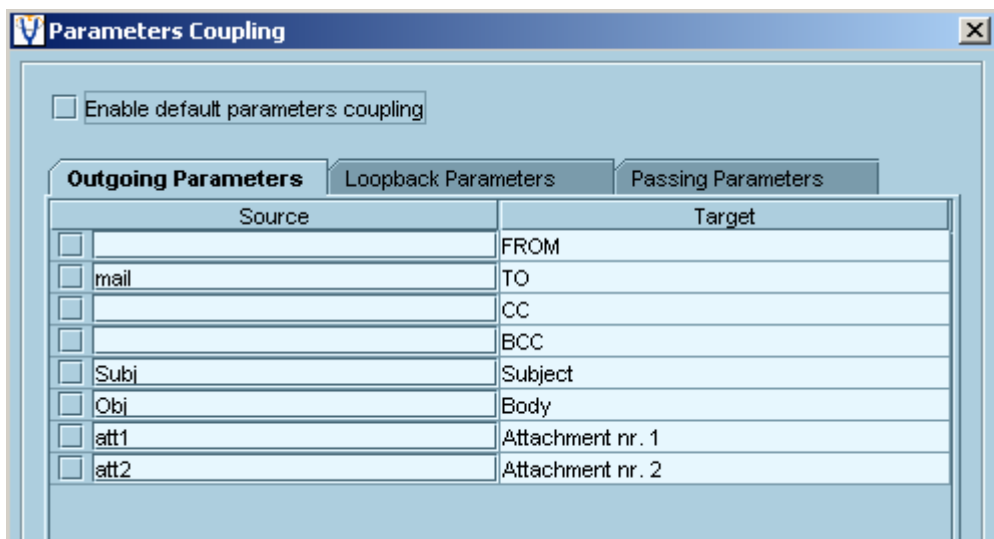 Parameters Coupling
Enable default parameters coupling
Outgoing Parameters Loopback Parameters Passing Parameters
Source Target
FROM
mail TO
CC
BCC
Subj Subject
Obj Body
att1 Attachment nr. 1
att2 Attachment nr. 2